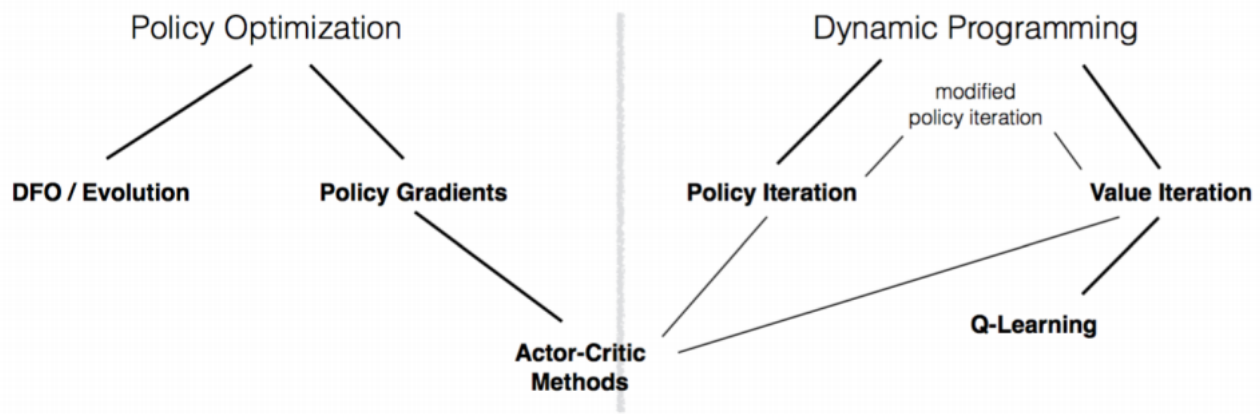 Policy Optimization
Dynamic Programming
modified
policy iteration
DFO / Evolution
Policy Gradients
Policy Iteration
Value Iteration
Q-Learning
Actor-Critic
Methods